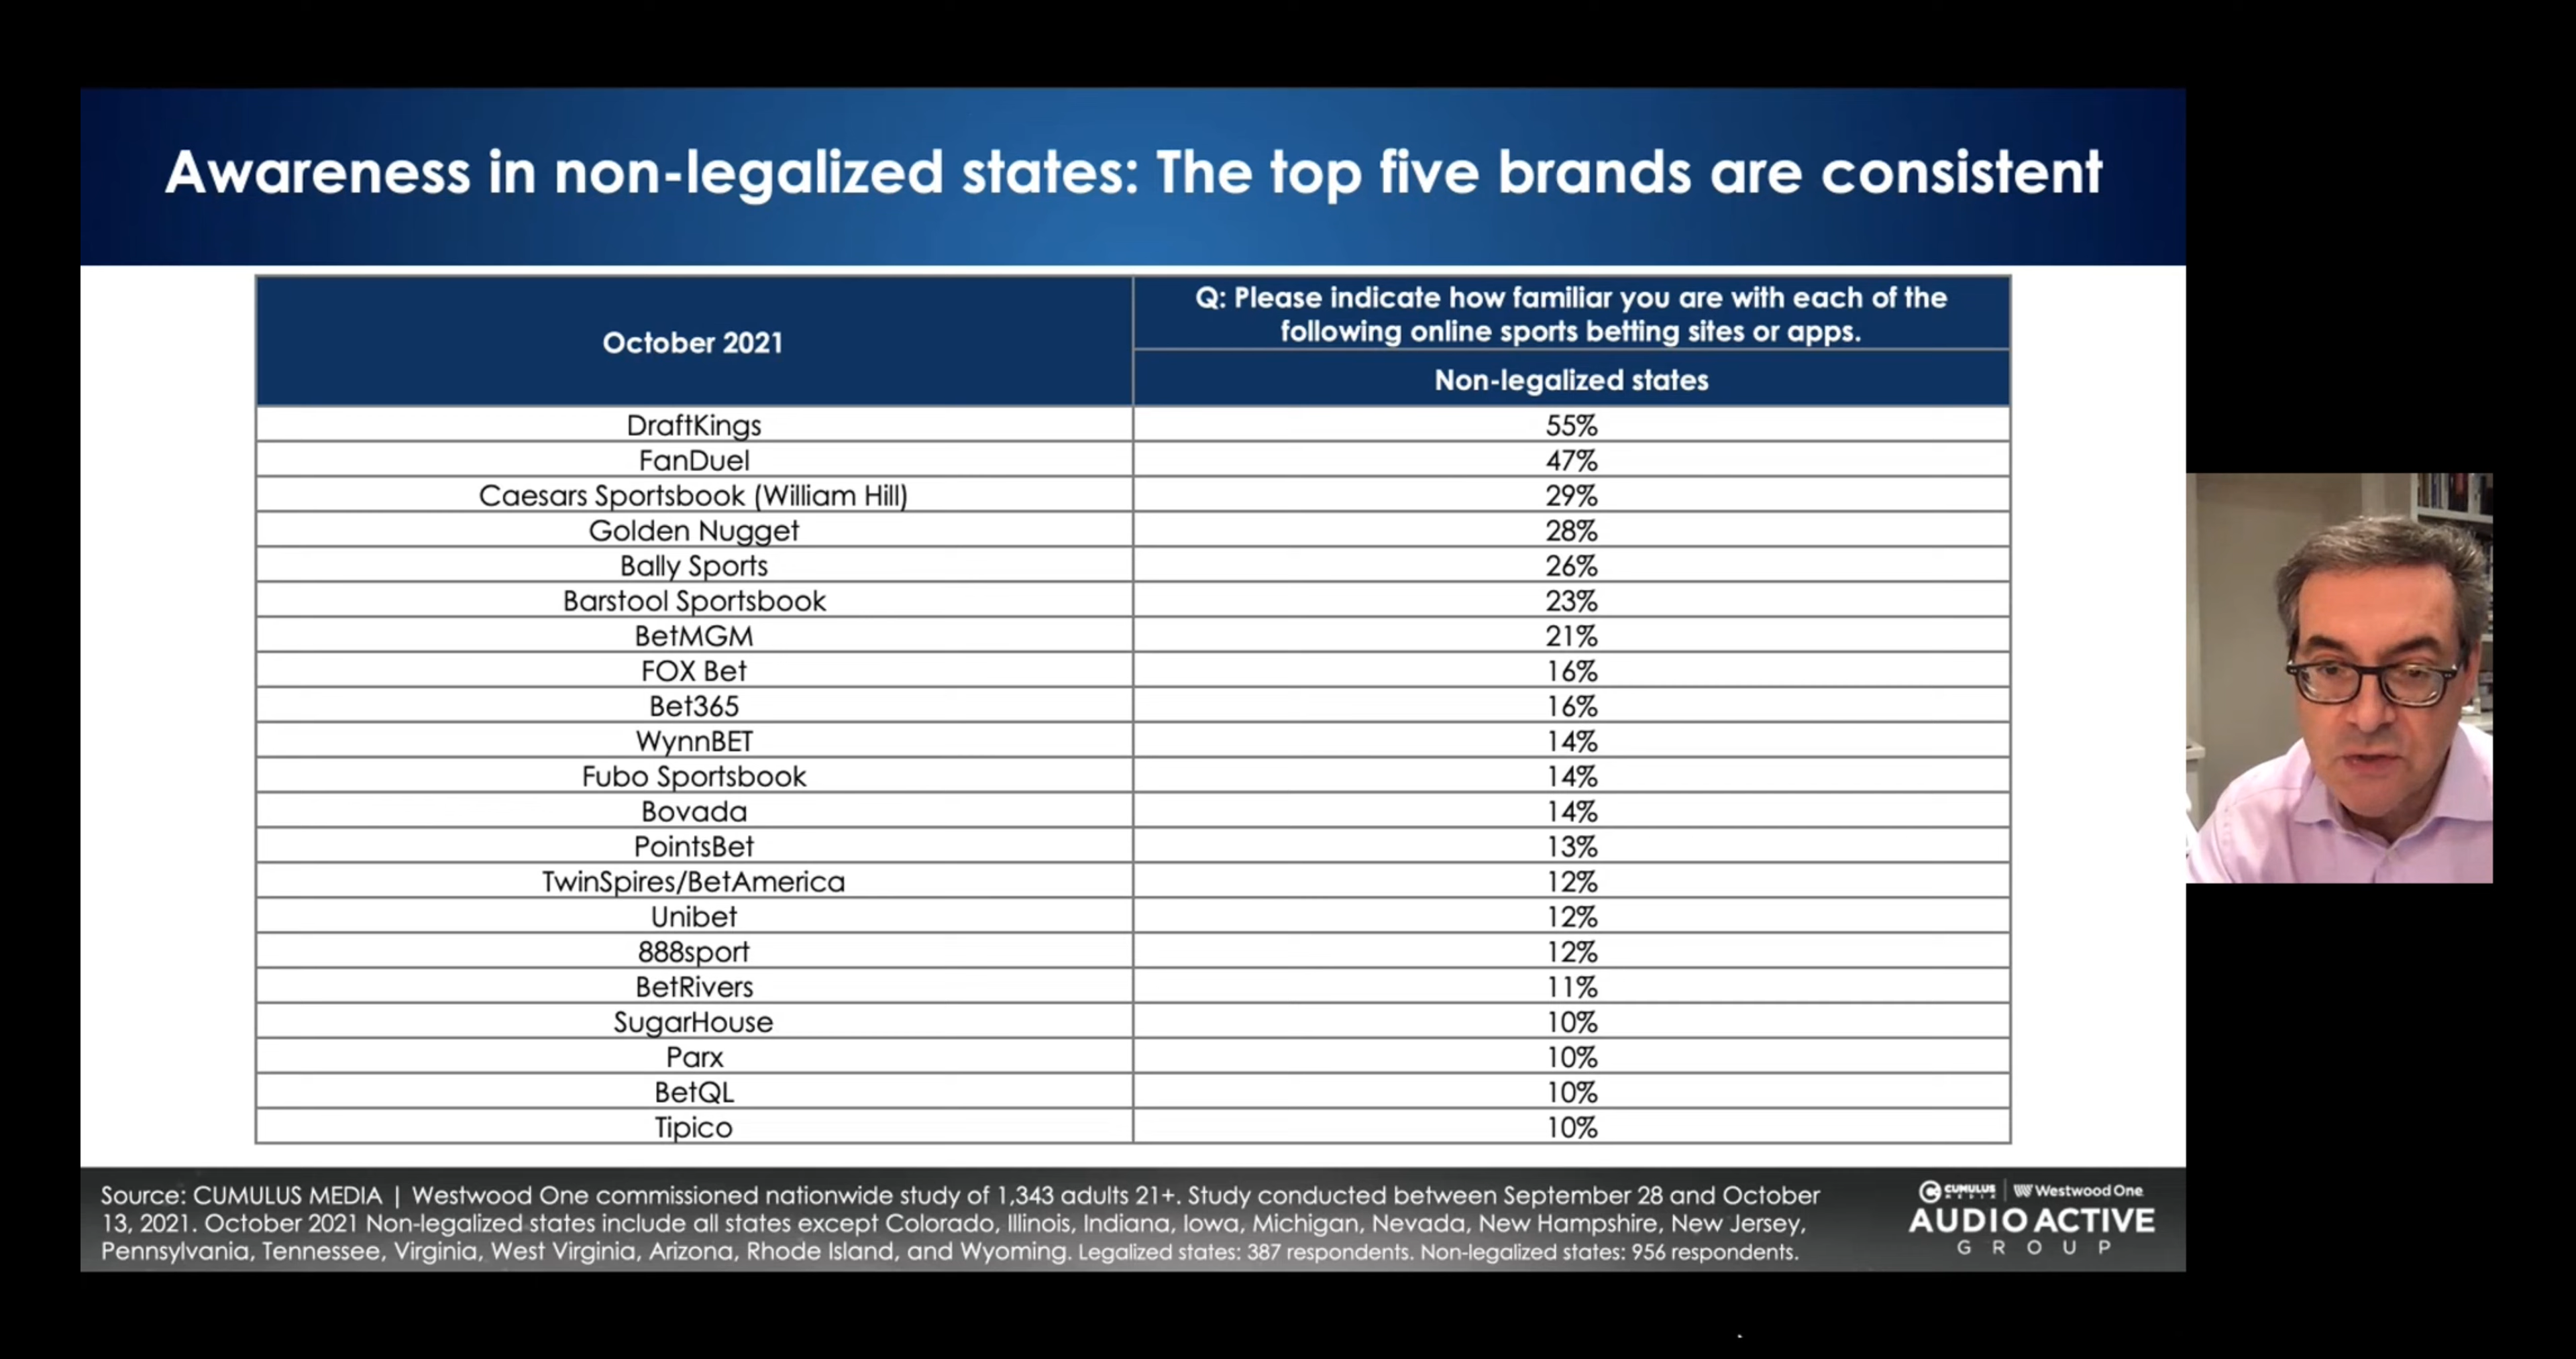 Awareness in non-legalized states: The top five brands are consistent
October 2021
Q: Please indicate how familiar you are with each of the
following online sports betting sites or apps.
Non-legalized states
DraftKings 55%
FanDuel 47%
Caesars Sportsbook (William Hill) 29%
Golden Nugget 28%
Bally Sports 26%
Barstool Sportsbook 23%
BetMGM 21%
FOX Bet 16%
Bet365 16%
WynnBET 14%
Fubo Sportsbook 14%
Bovada 14%
PointsBet 13%
TwinSpires/BetAmerica 12%
Unibet 12%
888sport 12%
BetRivers 11%
SugarHouse 10%
Parx 10%
BetQL 10%
Tipico 10%
Source: CUMULUS MEDIA | Westwood One commissioned nationwide study of 1,343 adults 21+. Study conducted between September 28 and October
13, 2021. October 2021 Non-legalized states include all states except Colorado, Illinois, Indiana, Iowa, Michigan, Nevada, New Hampshire, New Jersey,
Pennsylvania, Tennessee, Virginia, West Virginia, Arizona, Rhode Island, and Wyoming. Legalized states: 387 respondents. Non-legalized states: 956 respondents.
CUMULUS MEDIA | Westwood One
AUDIO ACTIVE
GROUP